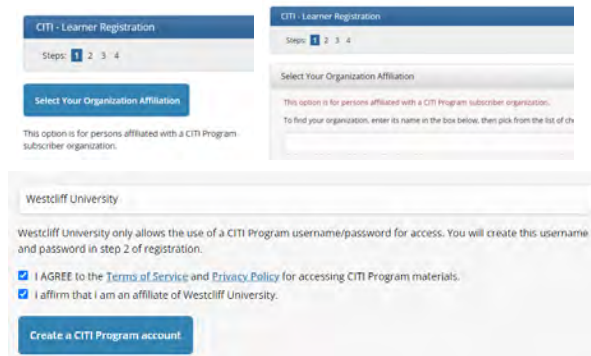 CITI - Learner Registration
Steps: 1 2 3 4
Select Your Organization Affiliation
This option is for persons affiliated with a CITI Program
subscriber organization.
CITI - Learner Registration
Steps: 1 2 3 4
Select Your Organization Affiliation
This option is for persons affiliated with a CITI Program subscriber organization.
To find your organization, enter its name in the box below, then pick from the list of ch
Westcliff University
Westcliff University only allows the use of a CITI Program username/password for access. You will create this username
and password in step 2 of registration.
I AGREE to the Terms of Service and Privacy Policy for accessing CITI Program materials.
I affirm that I am an affiliate of Westcliff University.
Create a CITI Program account